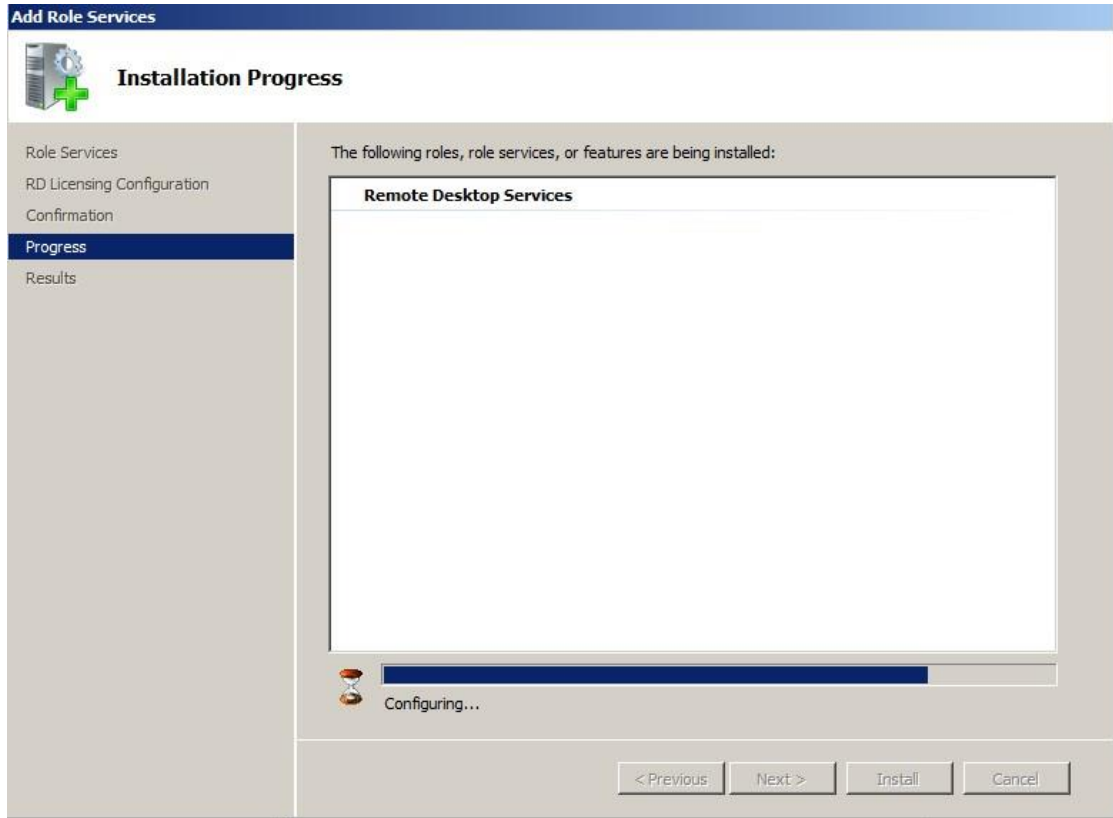 Add Role Services
Installation Progress
Role Services
RD Licensing Configuration
Confirmation
Progress
Results
The following roles, role services, or features are being installed:
Remote Desktop Services
Configuring...
< Previous
Next >
Install
Cancel